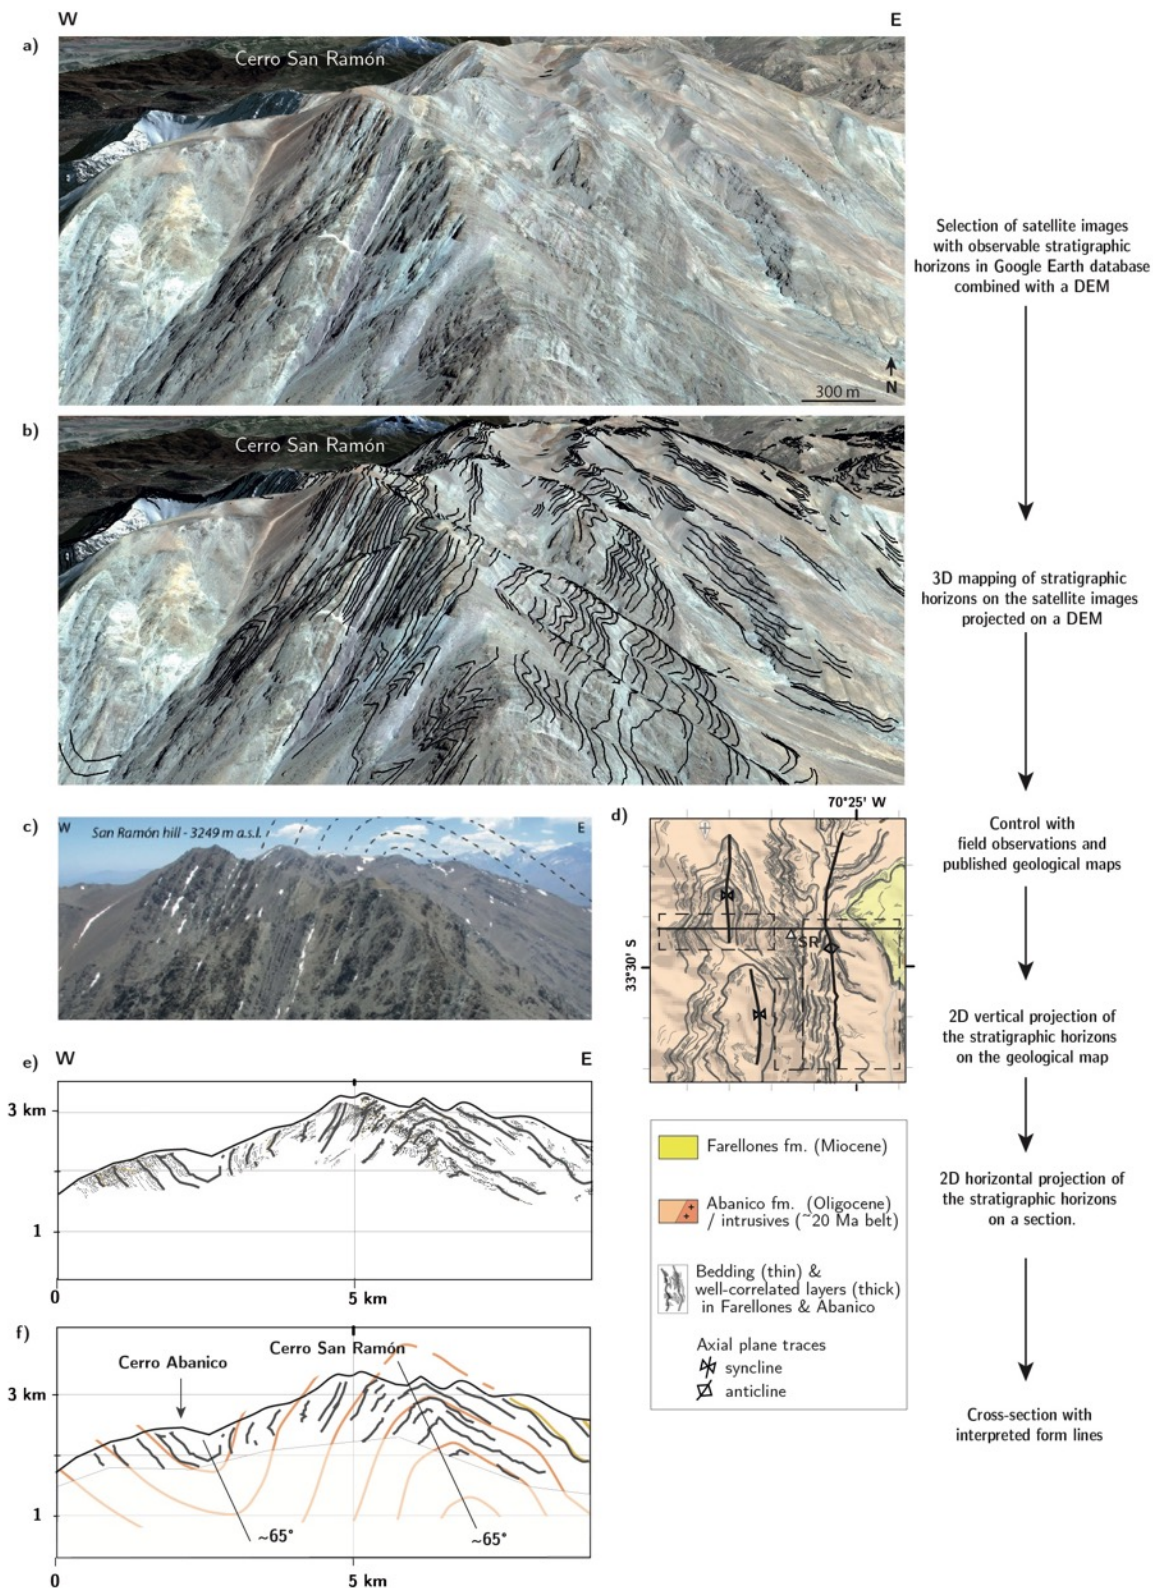 W
E
a)
Cerro San Ramón
300 m
N
Selection of satellite images
with observable stratigraphic
horizons in Google Earth database
combined with a DEM
b)
Cerro San Ramón
3D mapping of stratigraphic
horizons on the satellite images
projected on a DEM
c)
W
San Ramón hill - 3249 m a.s.l.
E
d)
70°25' W
33°30' S
SR
Control with
field observations and
published geological maps
2D vertical projection of
the stratigraphic horizons
on the geological map
W
E
e)
3 km
1
0
5 km
Farellones fm. (Miocene)
Abanico fm. (Oligocene)
/ intrusives (~20 Ma belt)
Bedding (thin) &
well-correlated layers (thick)
in Farellones & Abanico
Axial plane traces
syncline
anticline
2D horizontal projection of
the stratigraphic horizons
on a section.
f)
Cerro Abanico
Cerro San Ramón
3 km
1
~65°
~65°
0
5 km
Cross-section with
interpreted form lines